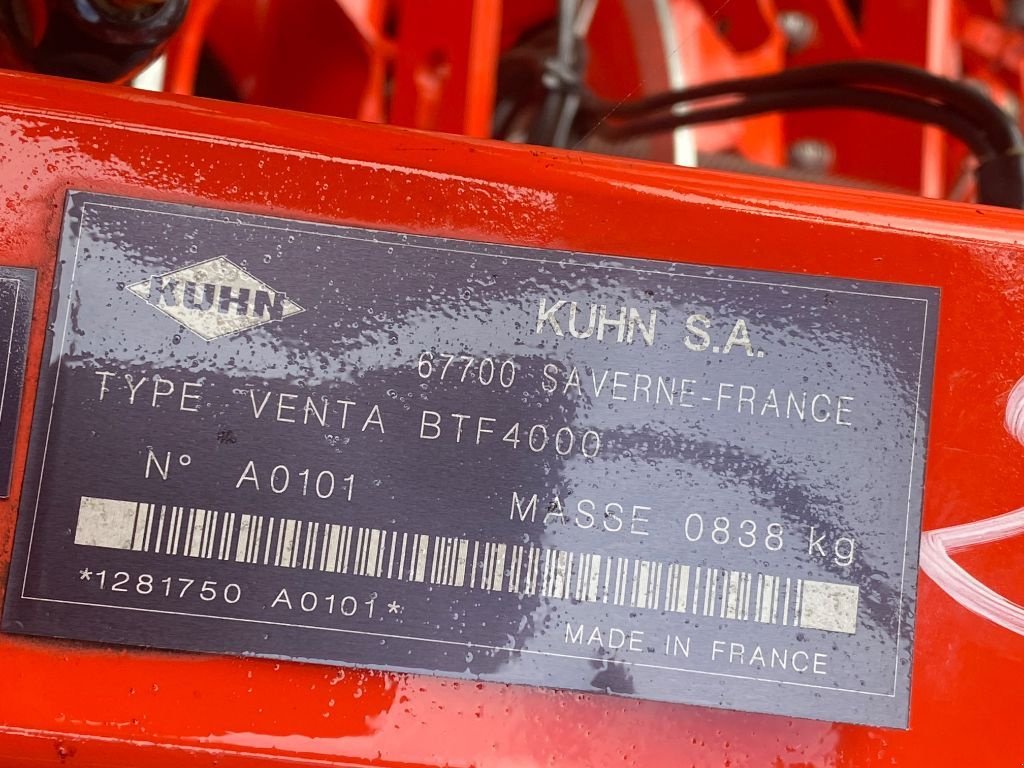 KUHN
KUHN S.A.
67700 SAVERNE-FRANCE
TYPE VENTA BTF4000
N° A0101
MASSE 0838 kg
*1281750 A0101*
MADE IN FRANCE